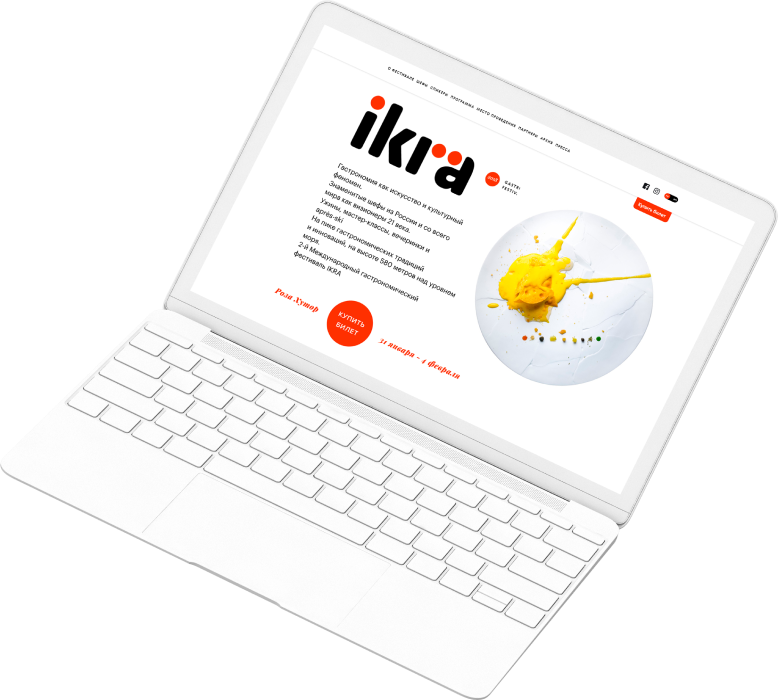 О ФЕСТИВАЛЕ ШЕФЫ СПИКЕРЫ ПРОГРАММА МЕСТО ПРОВЕДЕНИЯ ПАРТНЕРЫ АРХИВ ПРЕССА
ikra
2018
GASTR-
FESTIV-
Купить билет
Гастрономия как искусство и культурный
феномен.
Знаменитые шефы из России и со всего
мира как визионеры 21 века.
Ужины, мастер-классы, вечеринки и
après-ski
На пике гастрономических традиций
и инноваций, на высоте 580 метров над уровнем
моря.
2-й Международный гастрономический
фестиваль IKRA
Роза Хутор
КУПИТЬ
БИЛЕТ
31 января - 4 февраля